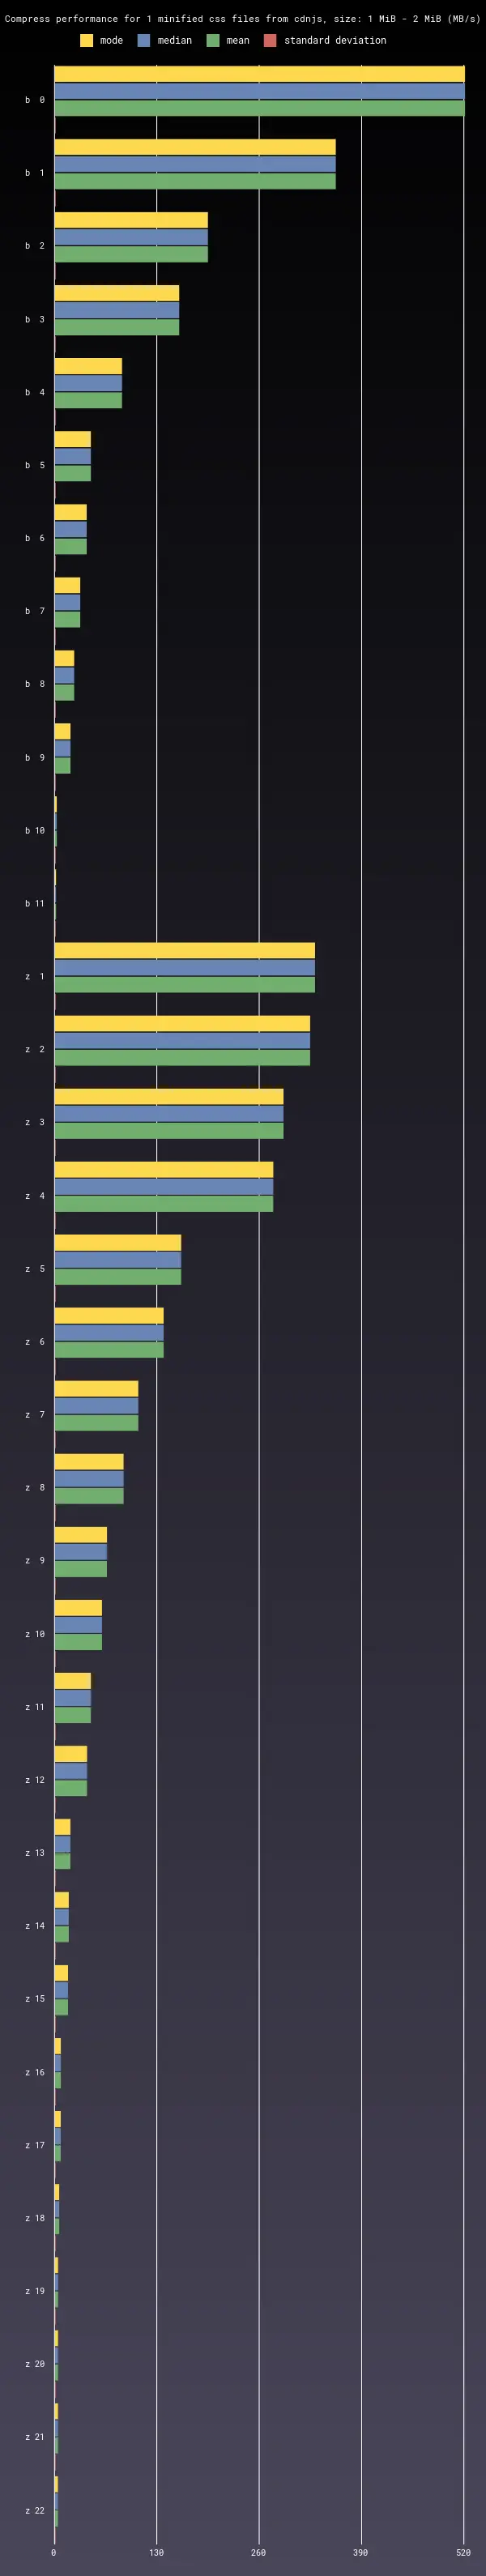 Compress performance for 1 minified css files from cdnjs, size: 1 MiB - 2 MiB (MB/s)
mode median mean standard deviation
b 0
b 1
b 2
b 3
b 4
b 5
b 6
b 7
b 8
b 9
b 10
b 11
z 1
z 2
z 3
z 4
z 5
z 6
z 7
z 8
z 9
z 10
z 11
z 12
z 13
z 14
z 15
z 16
z 17
z 18
z 19
z 20
z 21
z 22
0 130 260 390 520